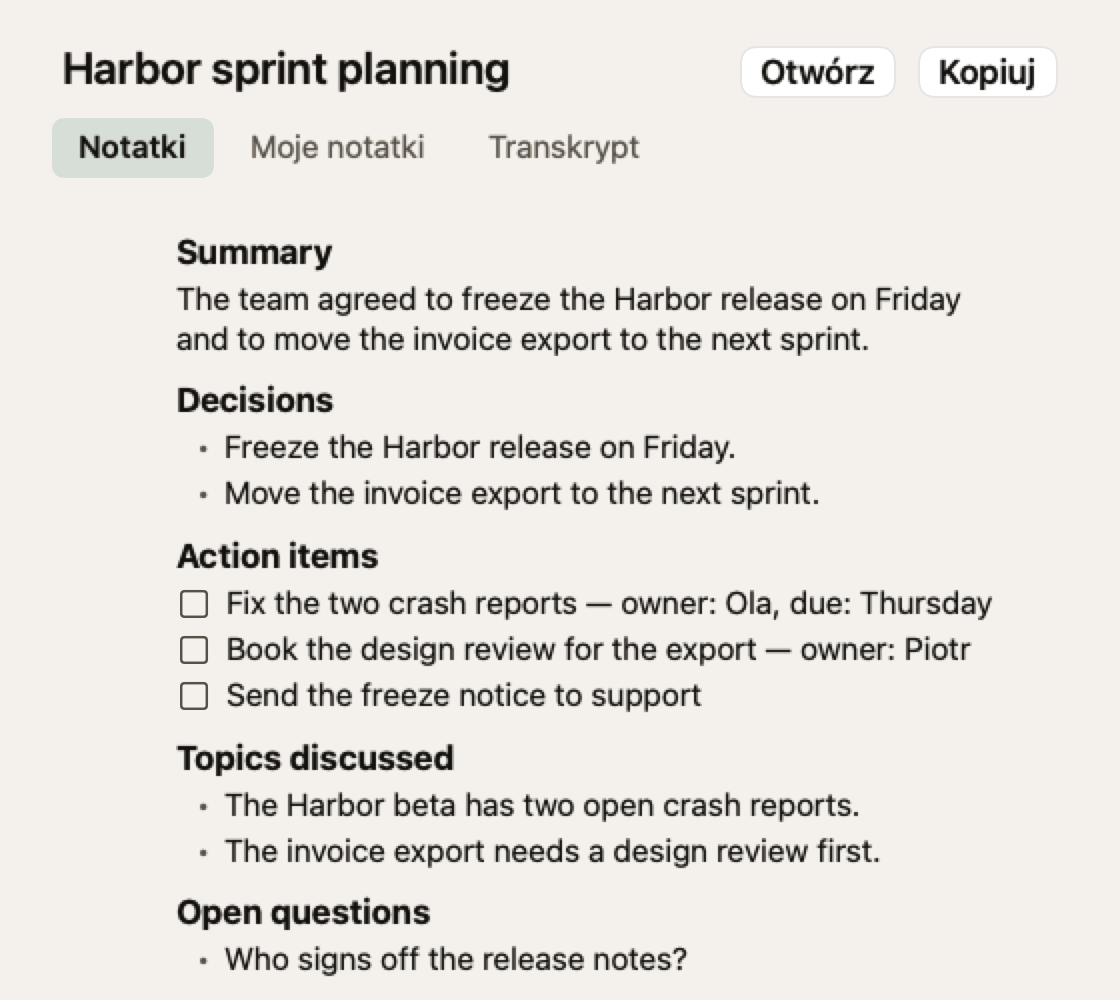 Harbor sprint planning
Otwórz
Kopiuj
Notatki
Moje notatki
Transkrypt
Summary
The team agreed to freeze the Harbor release on Friday
and to move the invoice export to the next sprint.
Decisions
• Freeze the Harbor release on Friday.
• Move the invoice export to the next sprint.
Action items
Fix the two crash reports — owner: Ola, due: Thursday
Book the design review for the export — owner: Piotr
Send the freeze notice to support
Topics discussed
• The Harbor beta has two open crash reports.
• The invoice export needs a design review first.
Open questions
• Who signs off the release notes?